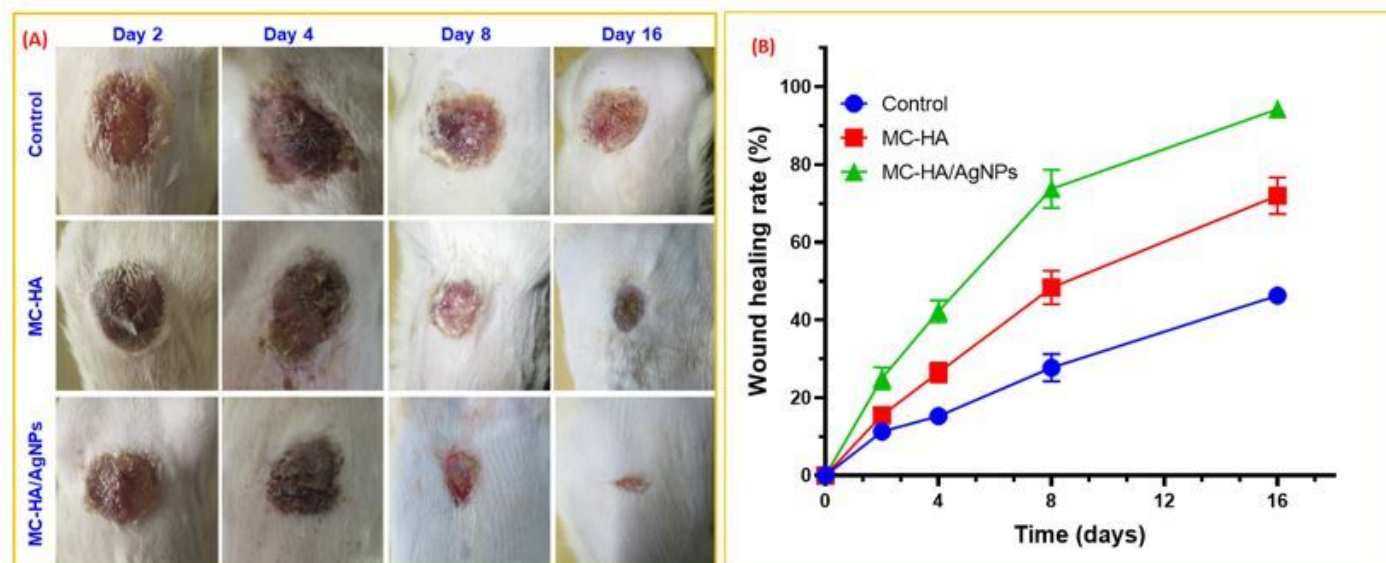 (A)
Day 2 Day 4 Day 8 Day 16
Control
MC-HA
MC-HA/AgNPs
(B)
Wound healing rate (%)
100
80
60
40
20
0
Control
MC-HA
MC-HA/AgNPs
0 4 8 12 16
Time (days)